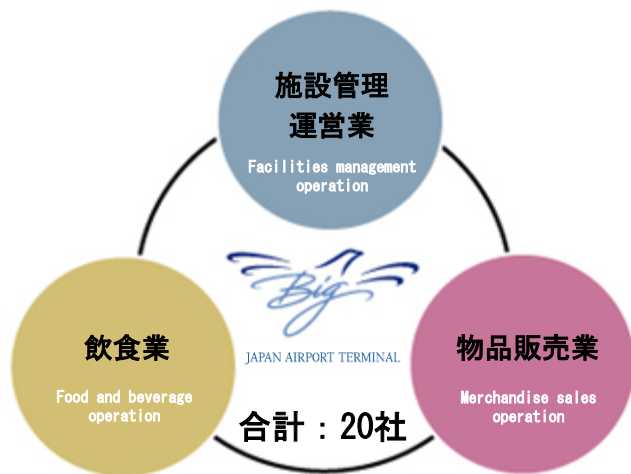 施設管理
運営業
Facilities management
operation
Big
JAPAN AIRPORT TERMINAL
飲食業
Food and beverage
operation
物品販売業
Merchandise sales
operation
合計：20社